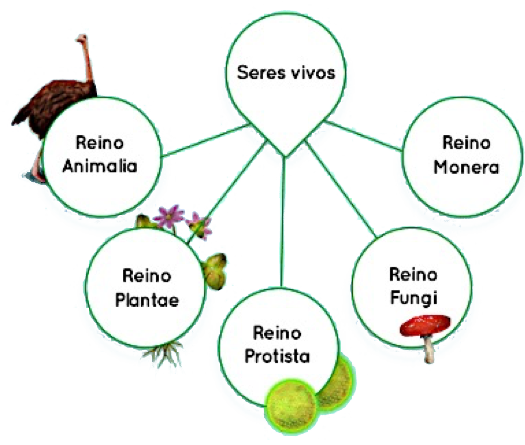 Seres vivos
Reino
Animalia
Reino
Monera
Reino
Plantae
Reino
Fungi
Reino
Protista